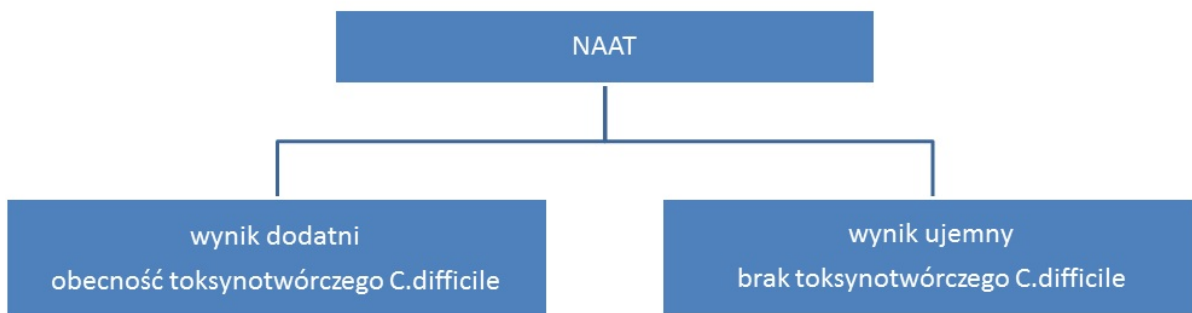 NAAT
wynik dodatni
obecność toksynotwórczego C.difficile
wynik ujemny
brak toksynotwórczego C.difficile